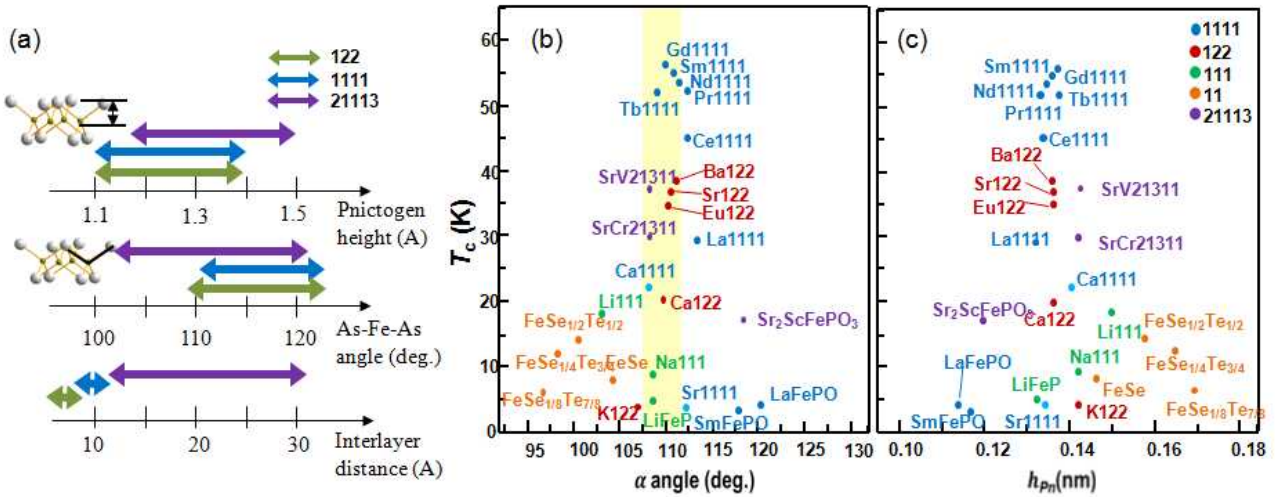 (a)
122
1111
21113
1.1
1.3
1.5
Pnictogen
height (A)
100
110
120
As-Fe-As
angle (deg.)
10
20
30
Interlayer
distance (A)
(b)
60
50
40
30
20
10
0
T_c (K)
Gd1111
Sm1111
Nd1111
Pr1111
Tb1111
Ce1111
SrV21311
Ba122
Sr122
Eu122
SrCr21311
La1111
Ca1111
Li111
Ca122
Sr₂ScFePO₃
FeSe₁/₂Te₁/₂
FeSe₁/₄Te₃/₄
FeSe
Na111
FeSe₁/₈Te₇/₈
K122
LiFeP
Sr1111
SmFePO
LaFePO
95 100 105 110 115 120 125 130
α angle (deg.)
(c)
1111
122
111
11
21113
Sm1111
Gd1111
Nd1111
Tb1111
Pr1111
Ce1111
Ba122
Sr122
SrV21311
Eu122
La1111
SrCr21311
Ca1111
Sr₂ScFePO₃
Ca122
Li111
FeSe₁/₂Te₁/₂
LaFePO
Na111
FeSe₁/₄Te₃/₄
LiFeP
FeSe
SmFePO
Sr1111
K122
FeSe₁/₈Te₇/₈
0.10 0.12 0.14 0.16 0.18
h_Pn(nm)